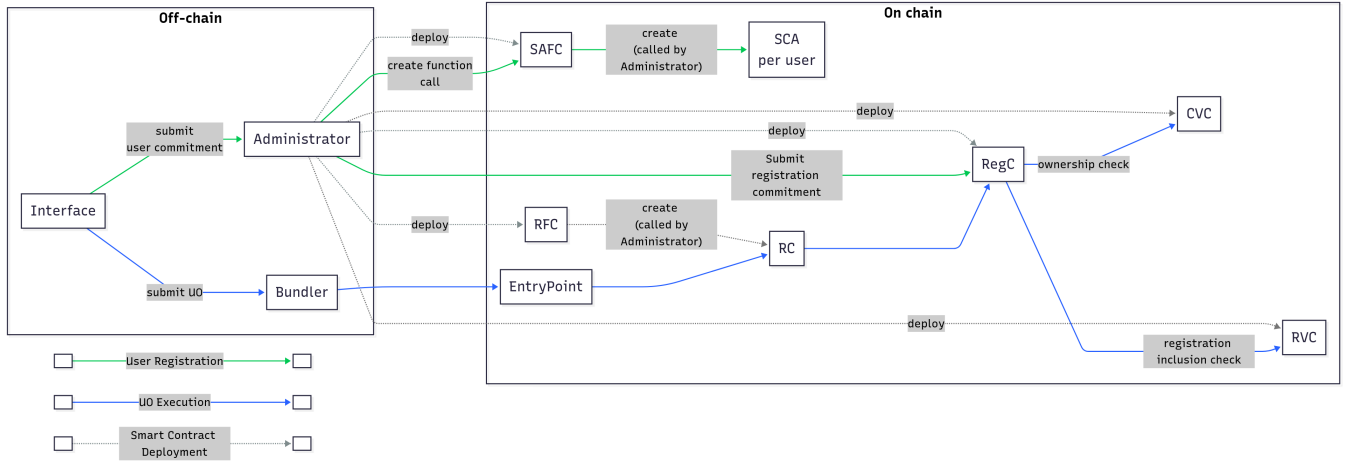 Off-chain
On chain
deploy
create function
call
SAFC
create
(called by
Administrator)
SCA
per user
submit
user commitment
Administrator
deploy
CVC
deploy
Submit
registration
commitment
RegC
ownership check
Interface
deploy
RFC
create
(called by
Administrator)
RC
submit UO
Bundler
EntryPoint
deploy
RVC
registration
inclusion check
User Registration
UO Execution
Smart Contract
Deployment